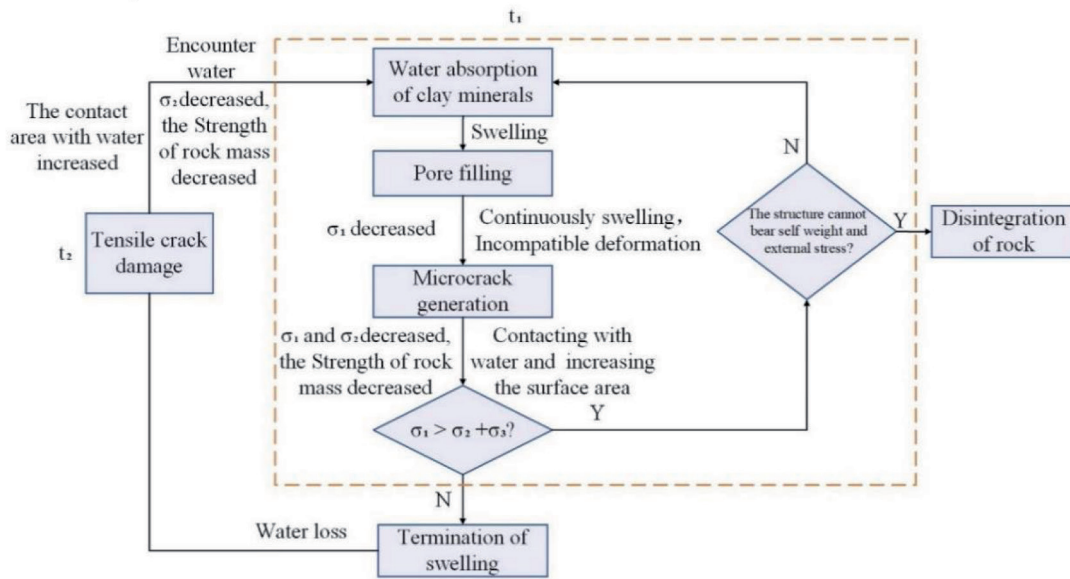 t₁
Encounter
water
σ₂decreased,
the Strength
of rock mass
decreased
The contact
area with water
increased
Water absorption
of clay minerals
Swelling
Pore filling
σ₁ decreased
Continuously swelling,
Incompatible deformation
N
The structure cannot
bear self weight and
external stress?
Y
Disintegration
of rock
t₂
Tensile crack
damage
Microcrack
generation
σ₁ and σ₂decreased,
the Strength of rock
mass decreased
Contacting with
water and increasing
the surface area
σ₁ > σ₂ +σ₃?
Y
N
Water loss
Termination of
swelling